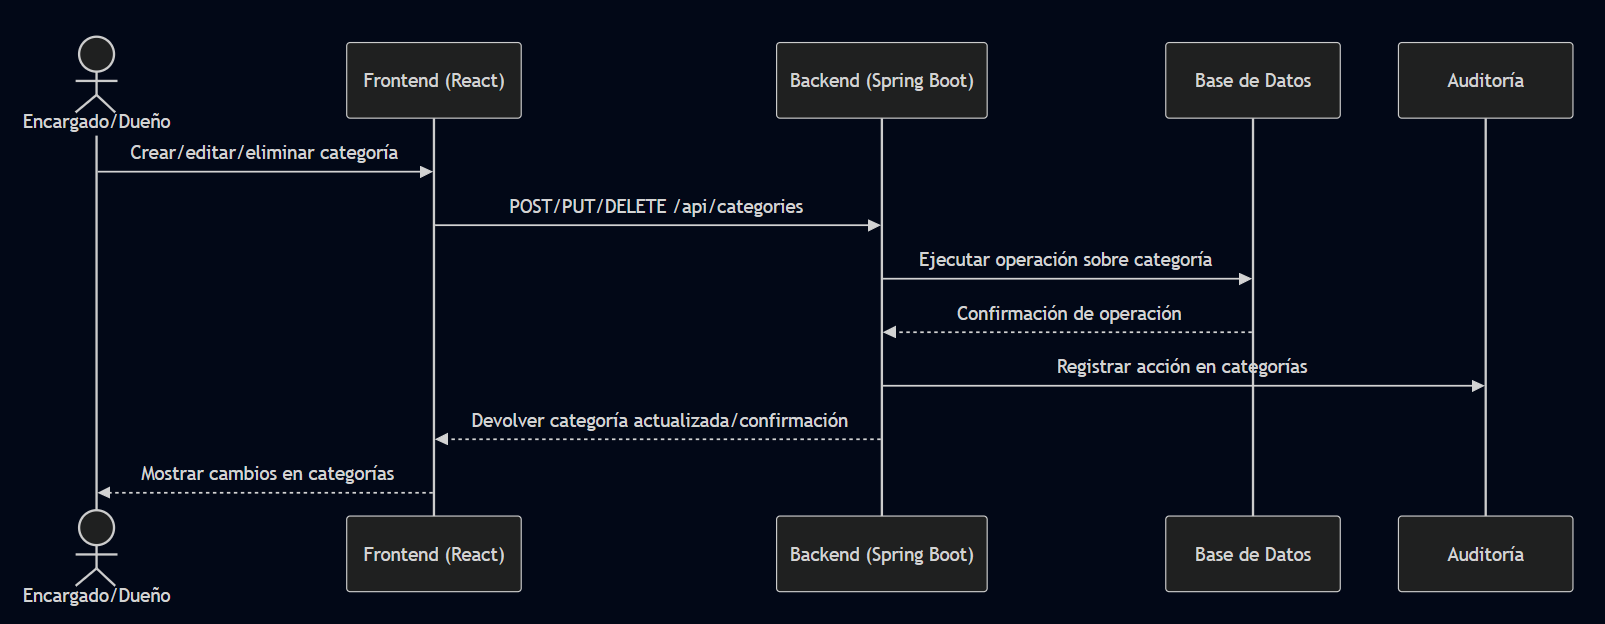 Encargado/Dueño
Frontend (React)
Backend (Spring Boot)
Base de Datos
Auditoría
Crear/editar/eliminar categoría
POST/PUT/DELETE /api/categories
Ejecutar operación sobre categoría
Confirmación de operación
Registrar acción en categorías
Devolver categoría actualizada/confirmación
Mostrar cambios en categorías
Encargado/Dueño
Frontend (React)
Backend (Spring Boot)
Base de Datos
Auditoría